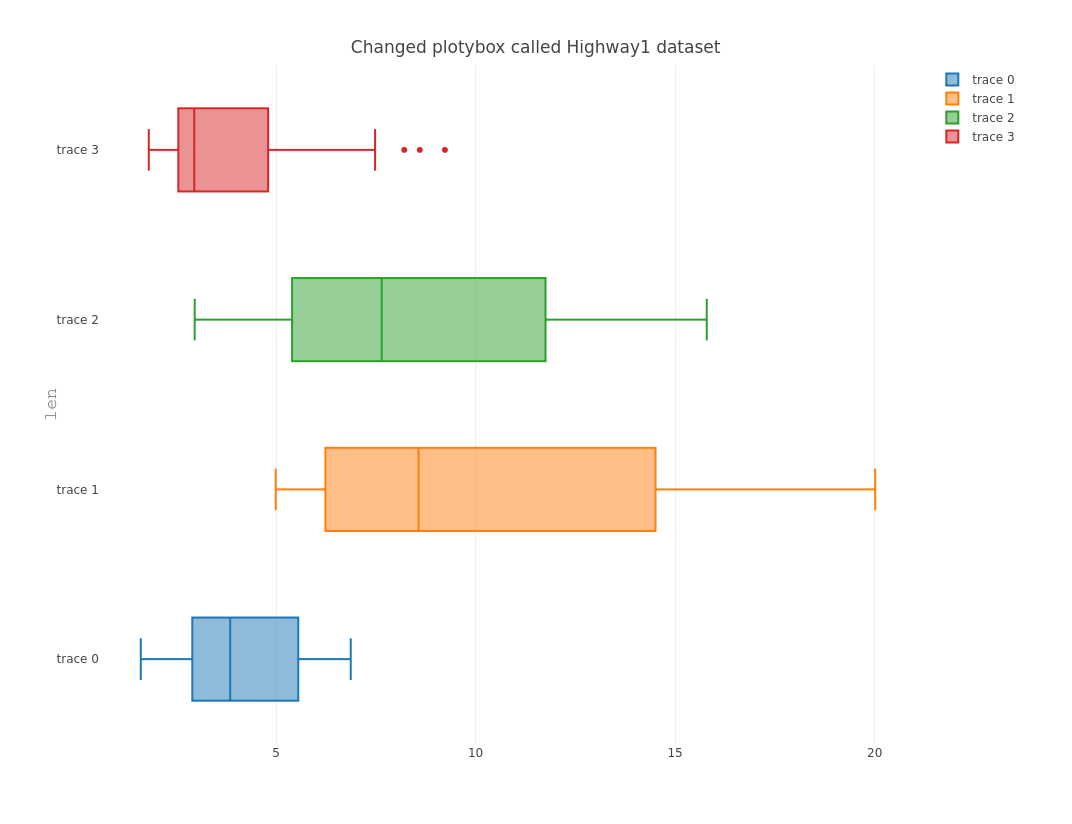 Changed plotybox called Highway1 dataset
trace 0
trace 1
trace 2
trace 3
trace 3
trace 2
len
trace 1
trace 0
5
10
15
20